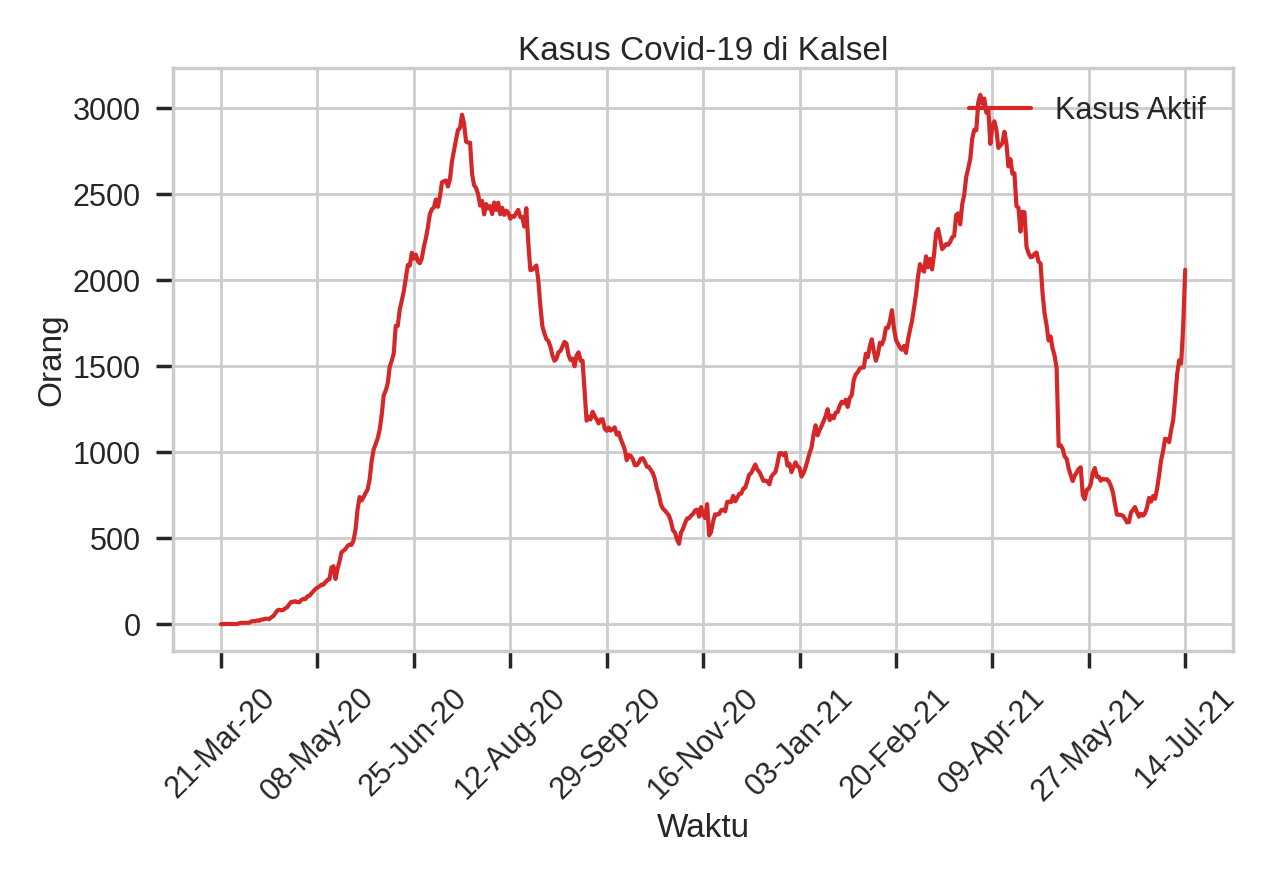 Kasus Covid-19 di Kalsel
Kasus Aktif
Orang
3000
2500
2000
1500
1000
500
0
21-Mar-20
08-May-20
25-Jun-20
12-Aug-20
29-Sep-20
16-Nov-20
03-Jan-21
20-Feb-21
09-Apr-21
27-May-21
14-Jul-21
Waktu